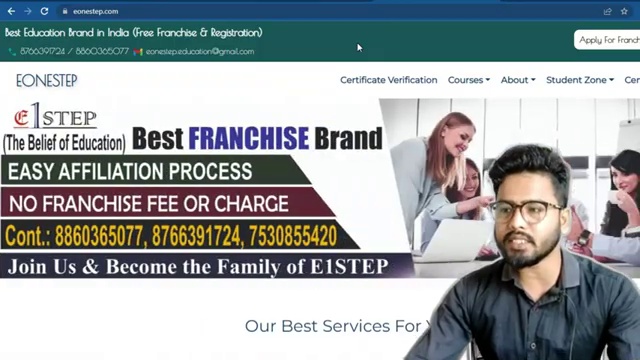 eonestep.com
Best Education Brand in India (Free Franchise & Registration)
8766391724 / 8860365077 eonestep.education@gmail.com
Apply For Franch
EONESTEP
Certificate Verification Courses About Student Zone Cen
E1STEP
(The Belief of Education) Best FRANCHISE Brand
EASY AFFILIATION PROCESS
NO FRANCHISE FEE OR CHARGE
Cont.: 8860365077, 8766391724, 7530855420
Join Us & Become the Family of E1STEP
Our Best Services For